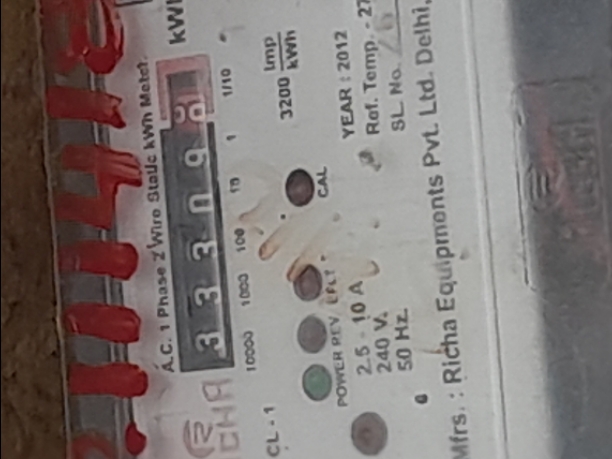 A.C. 1 Phase 2 Wire Static kWh Meter.
3 3 3 0 9 8
10000 1000 100 10 1 1/10
CL - 1
3200 Imp/kWh
POWER REV E.FLT CAL
2.5 - 10 A
240 V.
50 Hz.
YEAR : 2012
Ref. Temp. - 27
SL. No.
Mfrs. : Richa Equipments Pvt. Ltd. Delhi,